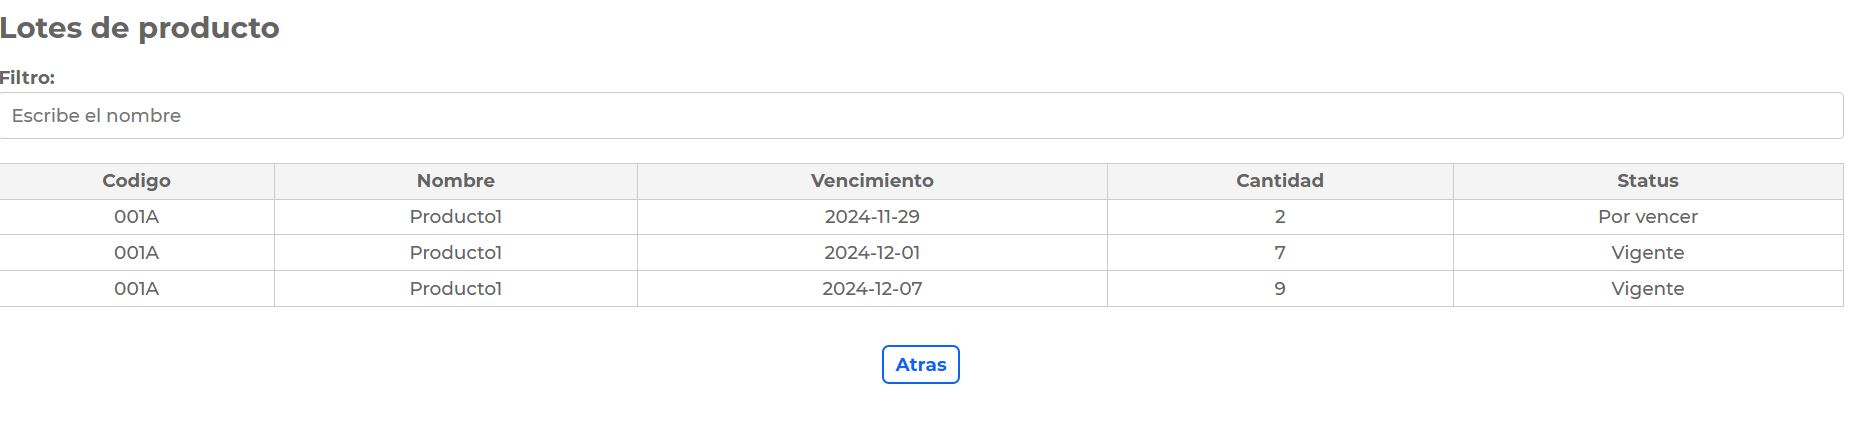 Lotes de producto
Filtro:
Escribe el nombre
Codigo Nombre Vencimiento Cantidad Status
001A Producto1 2024-11-29 2 Por vencer
001A Producto1 2024-12-01 7 Vigente
001A Producto1 2024-12-07 9 Vigente
Atras